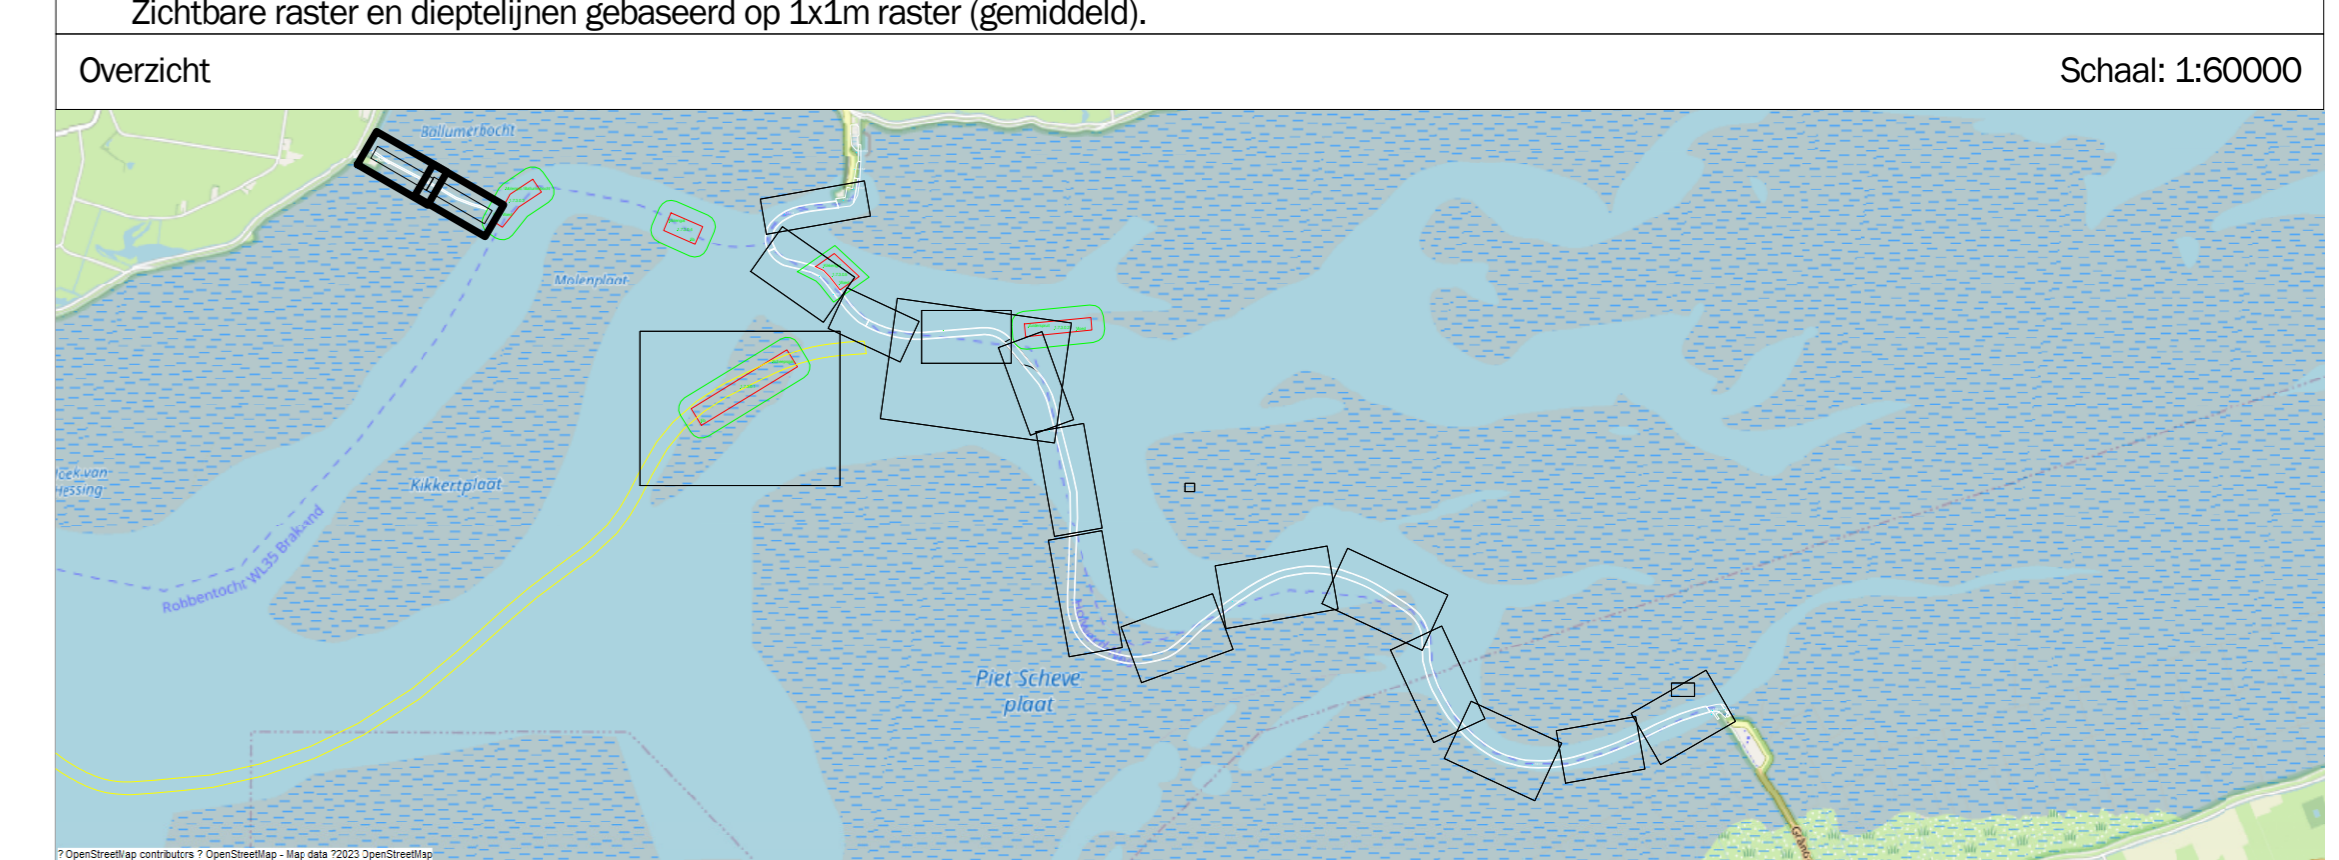 Zichtbare raster en dieptelijnen gebaseerd op 1x1m raster (gemiddeld).
Overzicht
Schaal: 1:60000
Ballumerbocht
Molenplaat
Kikkertplaat
Robbentocht WL35 Brakzand
Piet Scheve
plaat
? OpenStreetMap contributors ? OpenStreetMap - Map data ?2023 OpenStreetMap